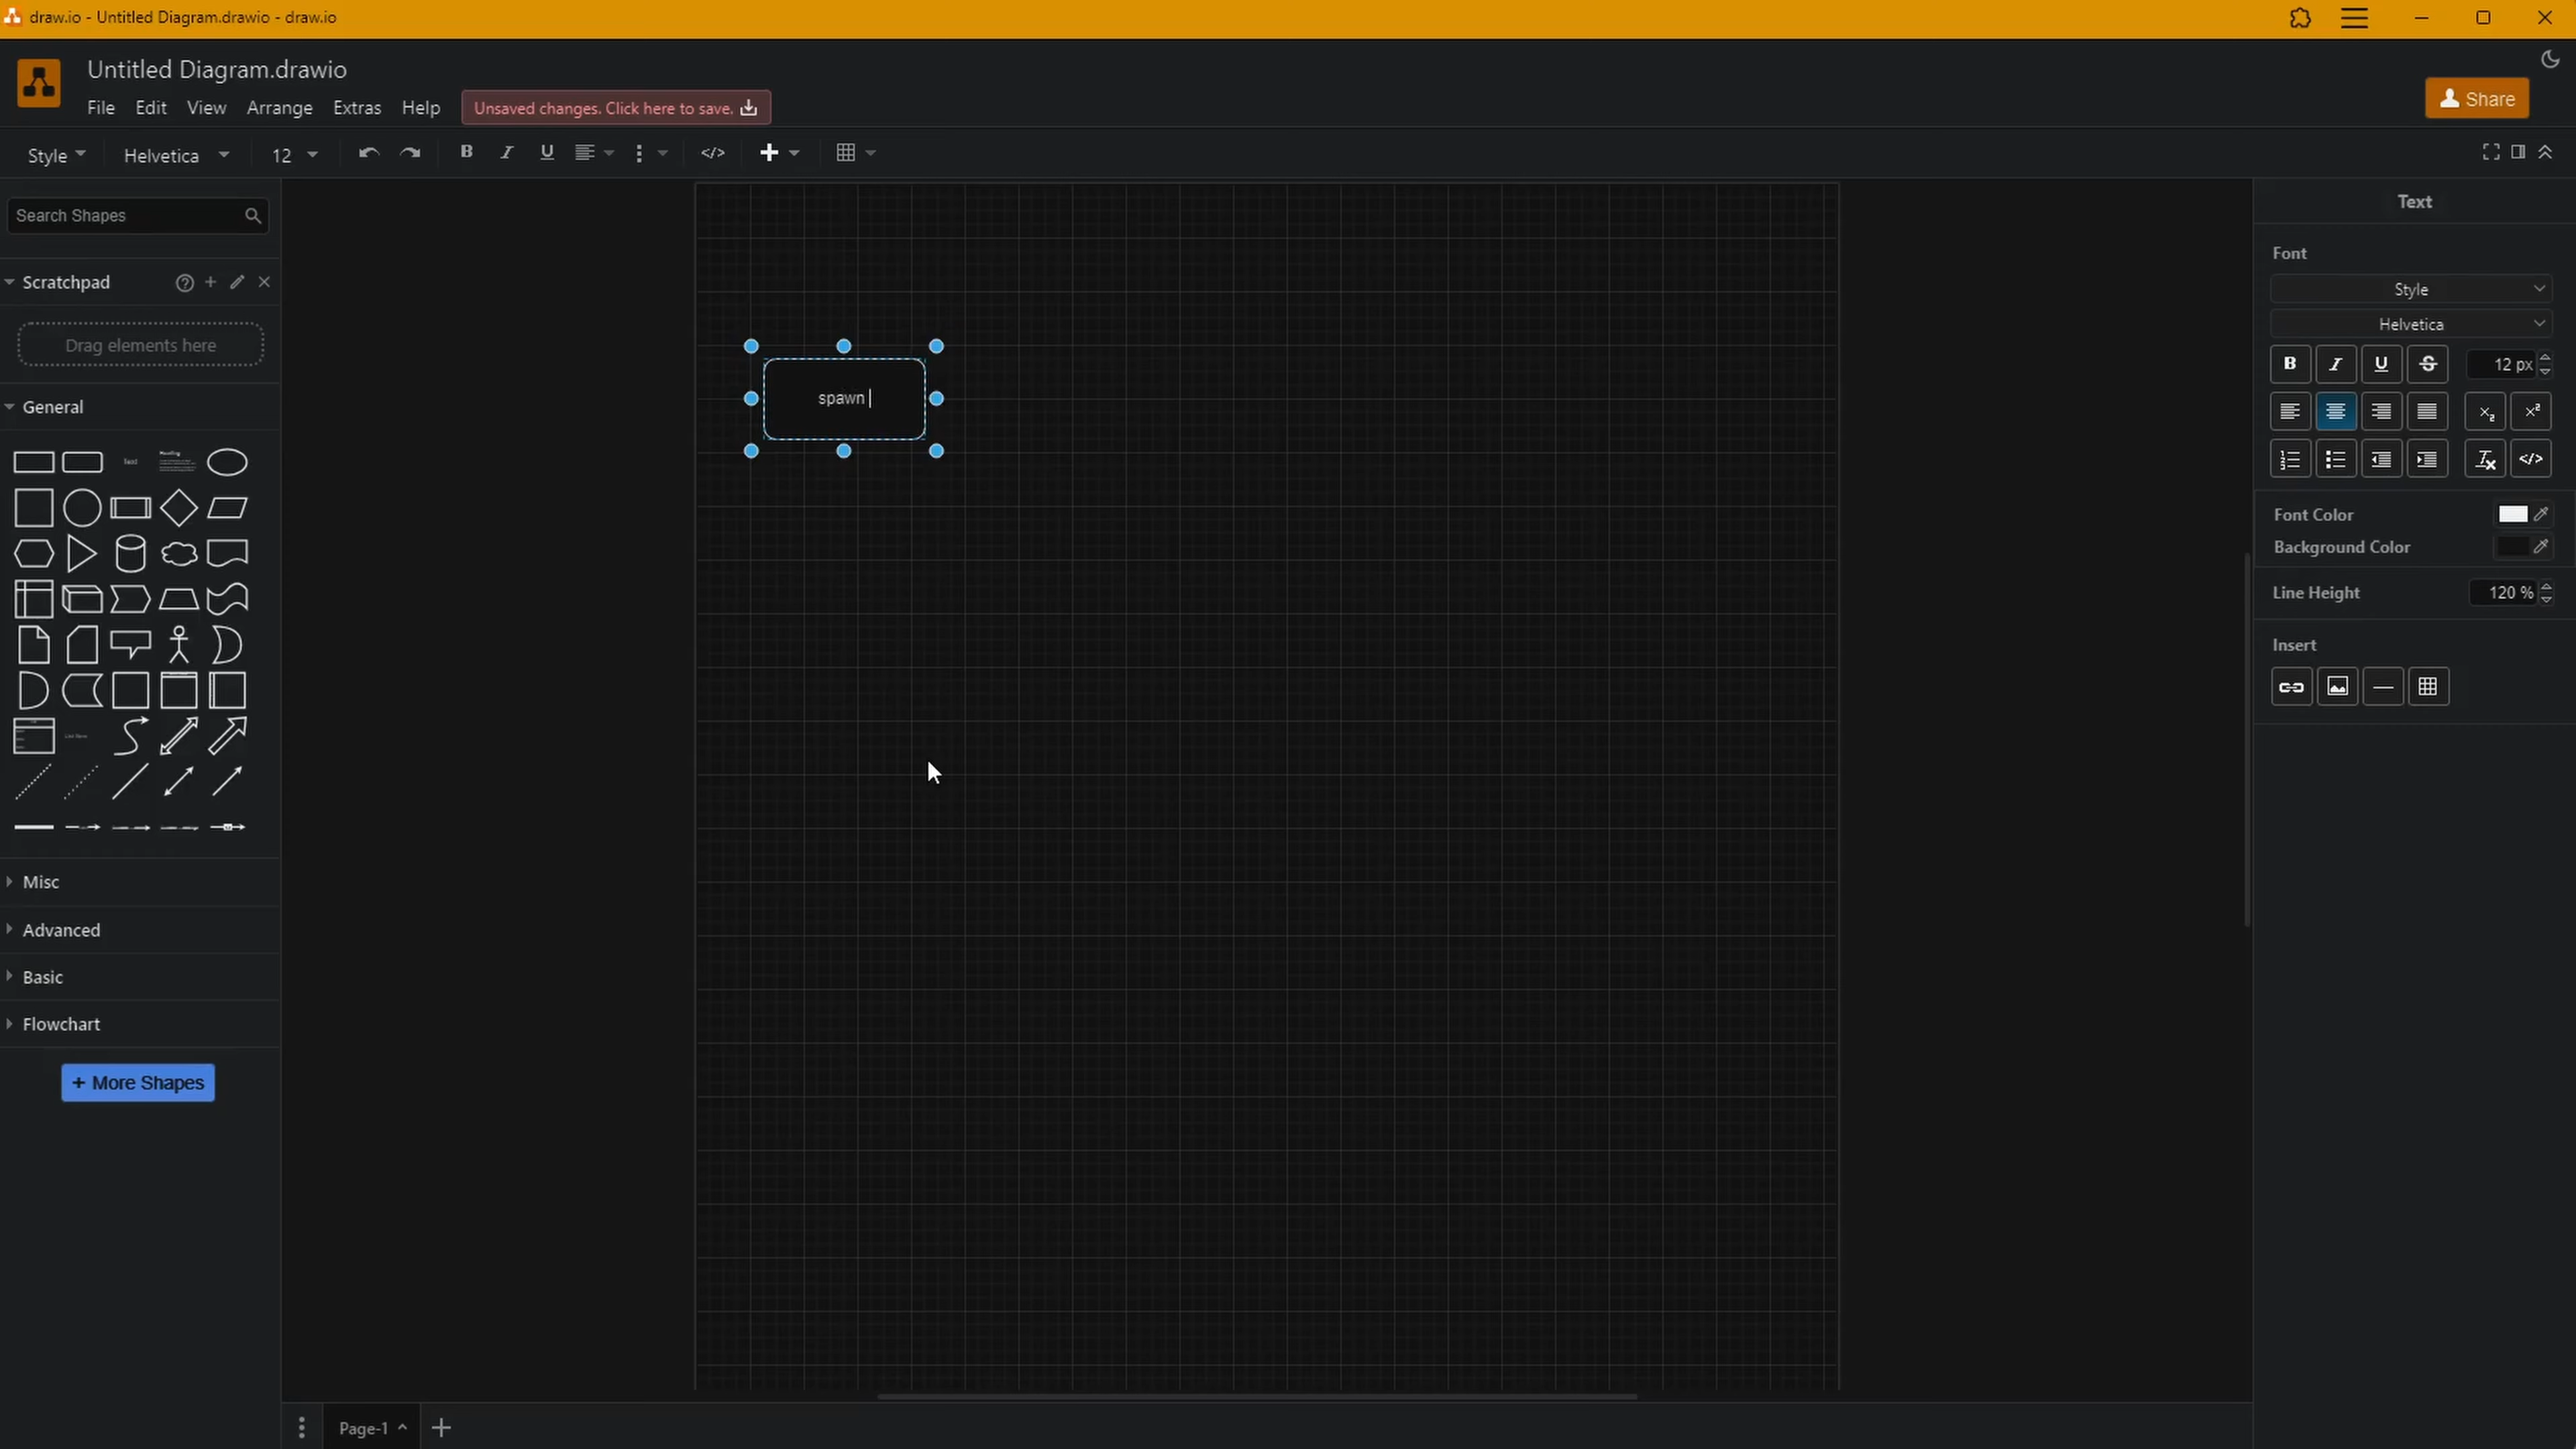 draw.io - Untitled Diagram.drawio - draw.io
Untitled Diagram.drawio
File Edit View Arrange Extras Help Unsaved changes. Click here to save.
Share
Style Helvetica 12 B I U </>
Search Shapes
Scratchpad
Drag elements here
General
Text
Heading
Misc
Advanced
Basic
Flowchart
+ More Shapes
spawn
Page-1
Text
Font
Style
Helvetica
B I U S 12 px
Font Color
Background Color
Line Height 120 %
Insert